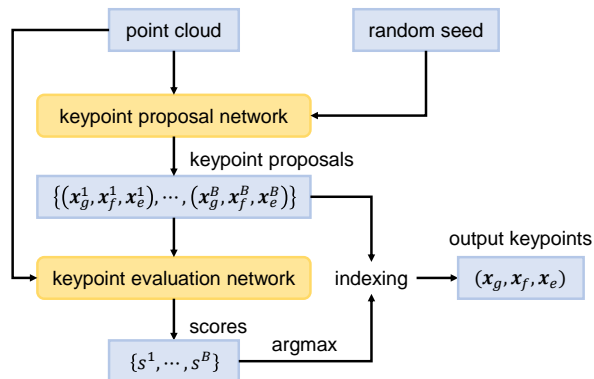 point cloud
random seed
keypoint proposal network
keypoint proposals
{(𝒙_g^1, 𝒙_f^1, 𝒙_e^1), ⋯, (𝒙_g^B, 𝒙_f^B, 𝒙_e^B)}
output keypoints
keypoint evaluation network
indexing
(𝒙_g, 𝒙_f, 𝒙_e)
scores
argmax
{s^1, ⋯, s^B}